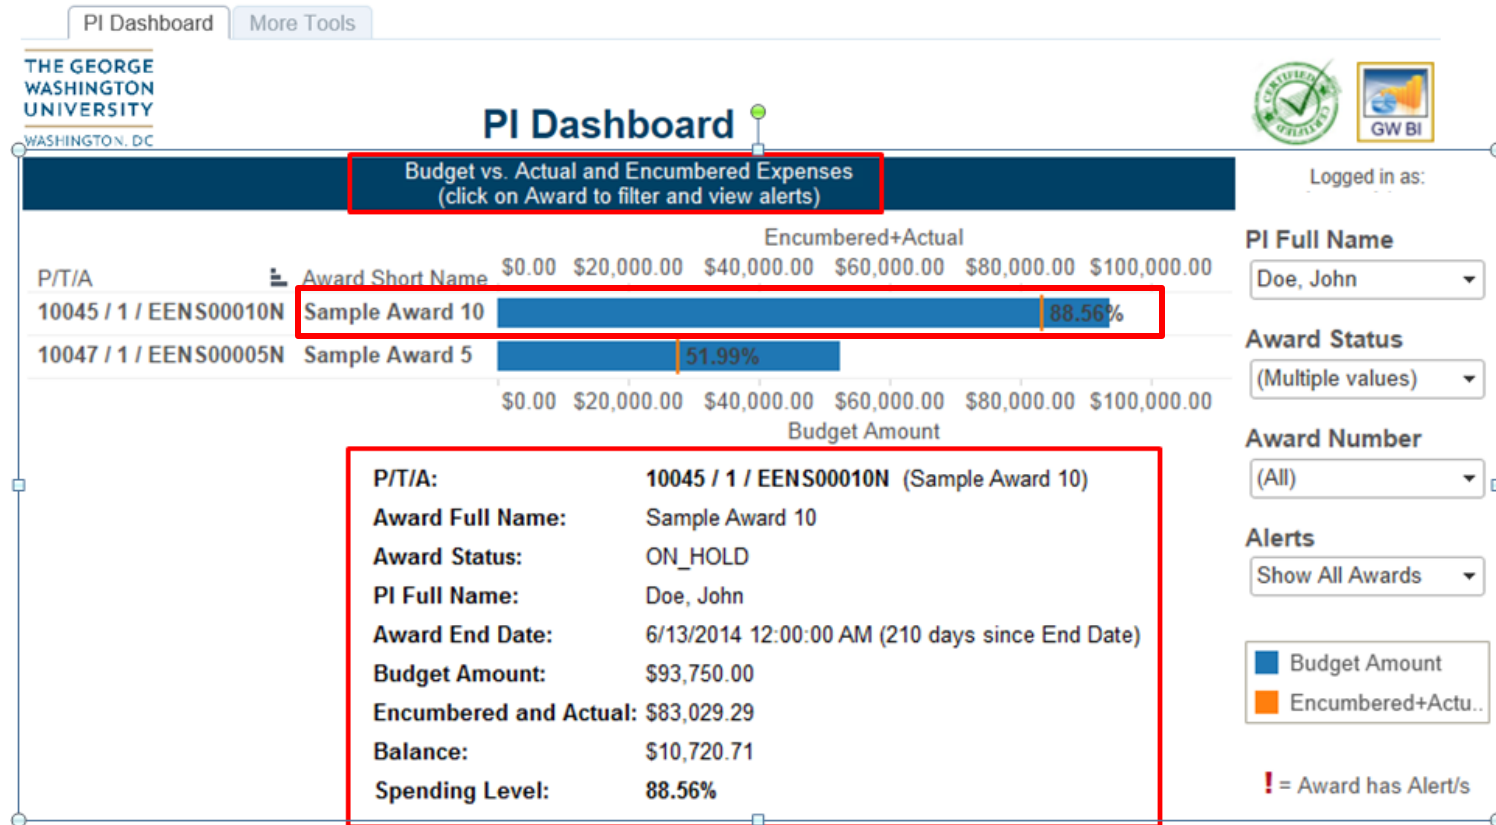 PI Dashboard More Tools
THE GEORGE
WASHINGTON
UNIVERSITY
WASHINGTON, DC
PI Dashboard
CERTIFIED
GW BI
Budget vs. Actual and Encumbered Expenses
(click on Award to filter and view alerts)
Logged in as:
Encumbered+Actual
P/T/A Award Short Name $0.00 $20,000.00 $40,000.00 $60,000.00 $80,000.00 $100,000.00
10045 / 1 / EENS00010N Sample Award 10 88.56%
10047 / 1 / EENS00005N Sample Award 5 51.99%
$0.00 $20,000.00 $40,000.00 $60,000.00 $80,000.00 $100,000.00
Budget Amount
P/T/A: 10045 / 1 / EENS00010N (Sample Award 10)
Award Full Name: Sample Award 10
Award Status: ON_HOLD
PI Full Name: Doe, John
Award End Date: 6/13/2014 12:00:00 AM (210 days since End Date)
Budget Amount: $93,750.00
Encumbered and Actual: $83,029.29
Balance: $10,720.71
Spending Level: 88.56%
PI Full Name
Doe, John
Award Status
(Multiple values)
Award Number
(All)
Alerts
Show All Awards
Budget Amount
Encumbered+Actu..
! = Award has Alert/s